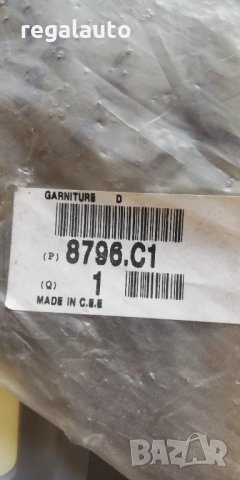 regalauto
GARNITURE D
(P) 8796.C1
(Q) 1
MADE IN C.E.E
BAZAR